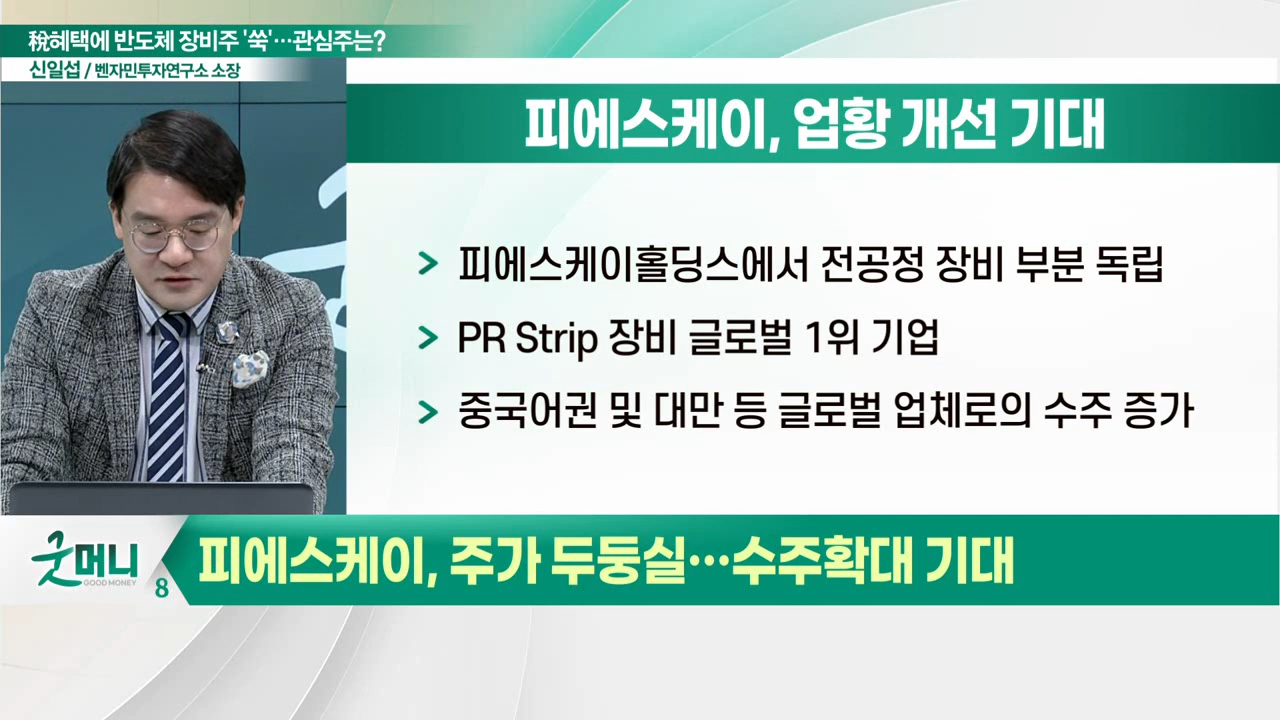 稅혜택에 반도체 장비주 '쑥'…관심주는?
신일섭 / 벤자민투자연구소 소장
피에스케이, 업황 개선 기대
> 피에스케이홀딩스에서 전공정 장비 부분 독립
> PR Strip 장비 글로벌 1위 기업
> 중국어권 및 대만 등 글로벌 업체로의 수주 증가
굿머니
GOOD MONEY
8
피에스케이, 주가 두둥실…수주확대 기대